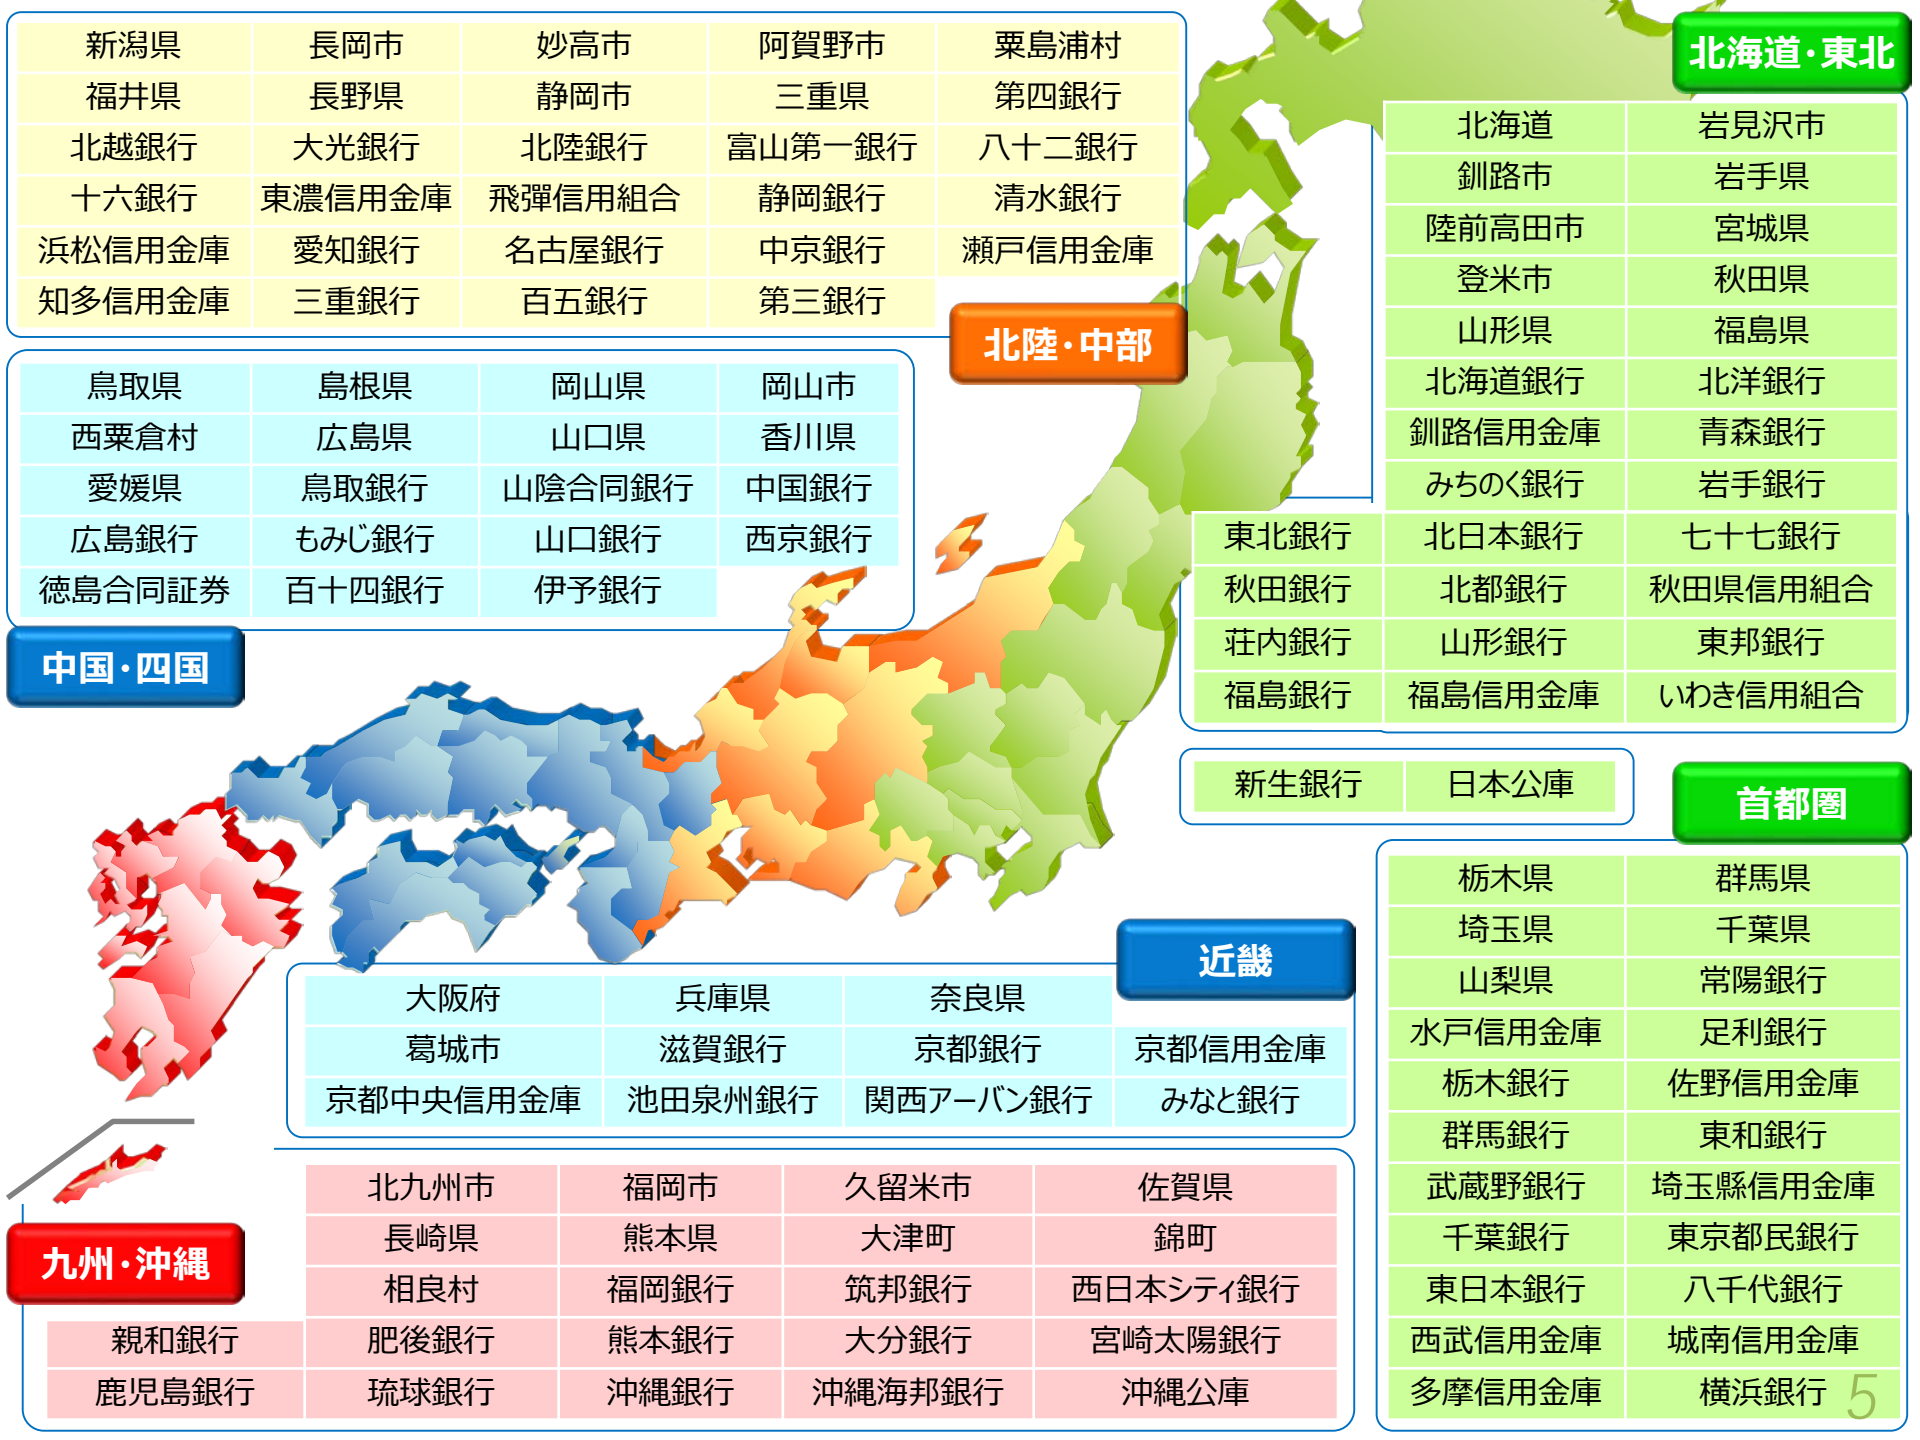 新潟県 長岡市 妙高市 阿賀野市 粟島浦村
福井県 長野県 静岡市 三重県 第四銀行
北越銀行 大光銀行 北陸銀行 富山第一銀行 八十二銀行
十六銀行 東濃信用金庫 飛彈信用組合 静岡銀行 清水銀行
浜松信用金庫 愛知銀行 名古屋銀行 中京銀行 瀬戸信用金庫
知多信用金庫 三重銀行 百五銀行 第三銀行
北陸・中部
鳥取県 島根県 岡山県 岡山市
西粟倉村 広島県 山口県 香川県
愛媛県 鳥取銀行 山陰合同銀行 中国銀行
広島銀行 もみじ銀行 山口銀行 西京銀行
徳島合同証券 百十四銀行 伊予銀行
中国・四国
北海道・東北
北海道 岩見沢市
釧路市 岩手県
陸前高田市 宮城県
登米市 秋田県
山形県 福島県
北海道銀行 北洋銀行
釧路信用金庫 青森銀行
みちのく銀行 岩手銀行
東北銀行 北日本銀行 七十七銀行
秋田銀行 北都銀行 秋田県信用組合
荘内銀行 山形銀行 東邦銀行
福島銀行 福島信用金庫 いわき信用組合
新生銀行 日本公庫
首都圏
栃木県 群馬県
埼玉県 千葉県
山梨県 常陽銀行
水戸信用金庫 足利銀行
栃木銀行 佐野信用金庫
群馬銀行 東和銀行
武蔵野銀行 埼玉縣信用金庫
千葉銀行 東京都民銀行
東日本銀行 八千代銀行
西武信用金庫 城南信用金庫
多摩信用金庫 横浜銀行
近畿
大阪府 兵庫県 奈良県
葛城市 滋賀銀行 京都銀行 京都信用金庫
京都中央信用金庫 池田泉州銀行 関西アーバン銀行 みなと銀行
九州・沖縄
北九州市 福岡市 久留米市 佐賀県
長崎県 熊本県 大津町 錦町
相良村 福岡銀行 筑邦銀行 西日本シティ銀行
親和銀行 肥後銀行 熊本銀行 大分銀行 宮崎太陽銀行
鹿児島銀行 琉球銀行 沖縄銀行 沖縄海邦銀行 沖縄公庫
5